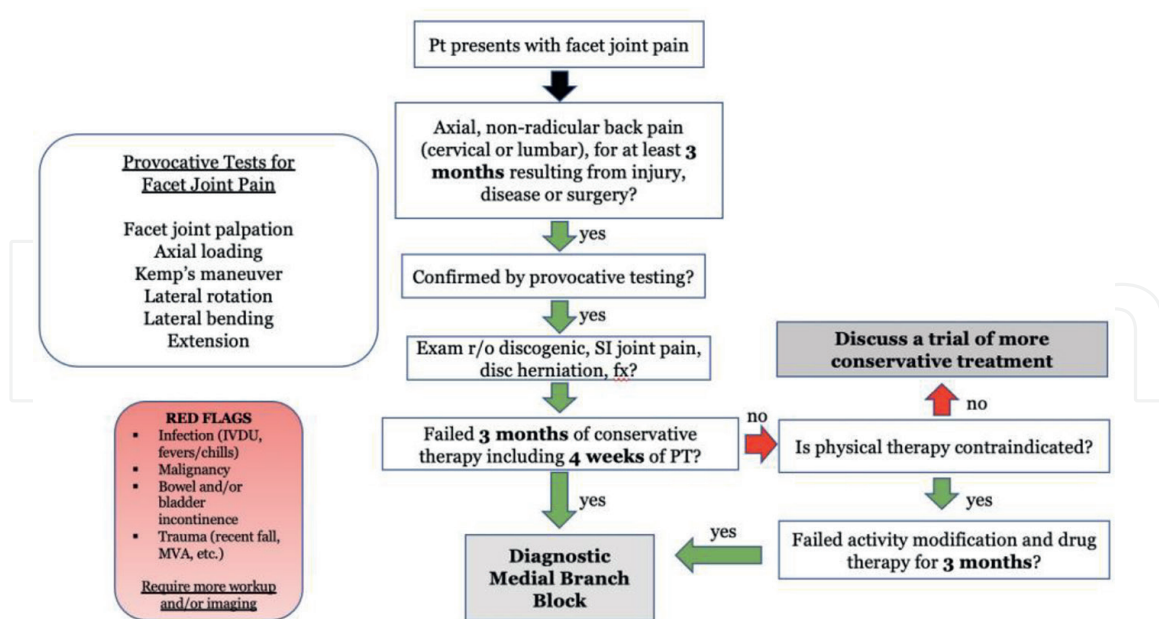 Pt presents with facet joint pain
Axial, non-radicular back pain
(cervical or lumbar), for at least 3
months resulting from injury,
disease or surgery?
yes
Confirmed by provocative testing?
yes
Exam r/o discogenic, SI joint pain,
disc herniation, fx?
Failed 3 months of conservative
therapy including 4 weeks of PT?
yes
Diagnostic
Medial Branch
Block
no
Is physical therapy contraindicated?
no
Discuss a trial of more
conservative treatment
yes
Failed activity modification and drug
therapy for 3 months?
yes
Provocative Tests for
Facet Joint Pain
Facet joint palpation
Axial loading
Kemp's maneuver
Lateral rotation
Lateral bending
Extension
RED FLAGS
▪ Infection (IVDU,
fevers/chills)
▪ Malignancy
▪ Bowel and/or
bladder
incontinence
▪ Trauma (recent fall,
MVA, etc.)
Require more workup
and/or imaging